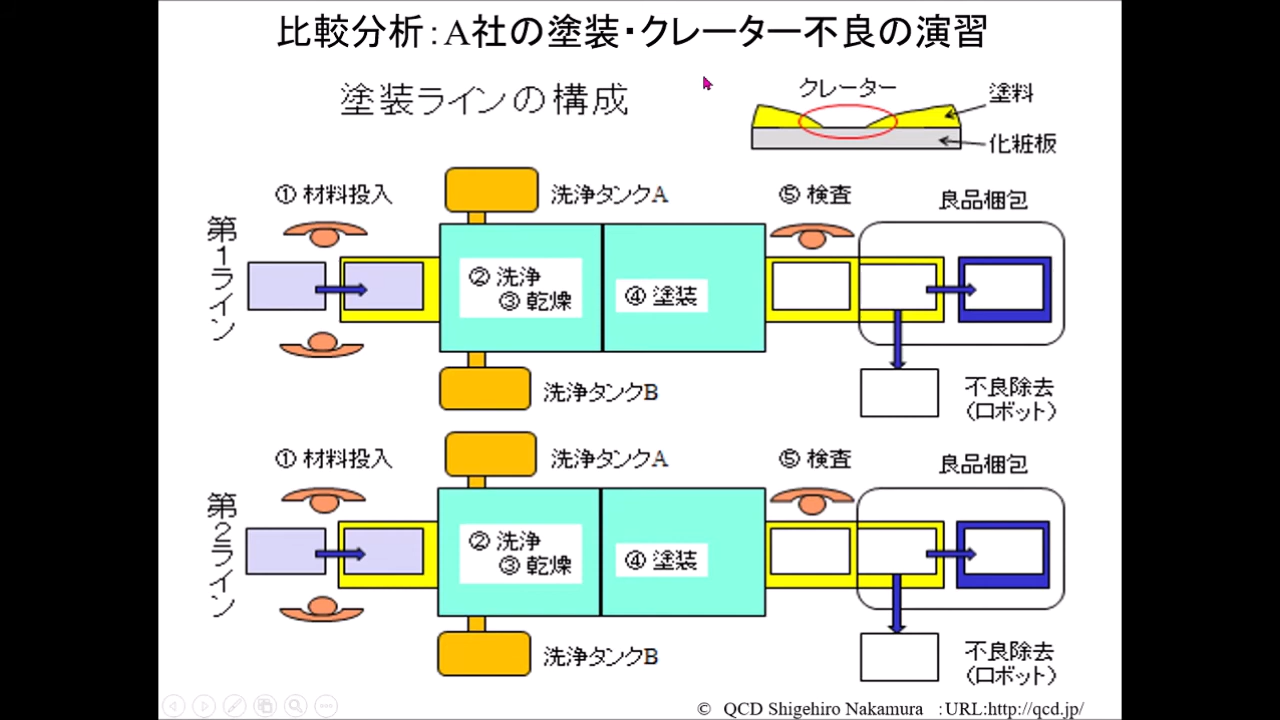 比較分析：A社の塗装・クレーター不良の演習
塗装ラインの構成
クレーター
塗料
化粧板
第1ライン
① 材料投入
洗浄タンクA
② 洗浄
③ 乾燥
④ 塗装
洗浄タンクB
⑤ 検査
良品梱包
不良除去
（ロボット）
第2ライン
① 材料投入
洗浄タンクA
② 洗浄
③ 乾燥
④ 塗装
洗浄タンクB
⑤ 検査
良品梱包
不良除去
（ロボット）
© QCD Shigehiro Nakamura ：URL:http://qcd.jp/